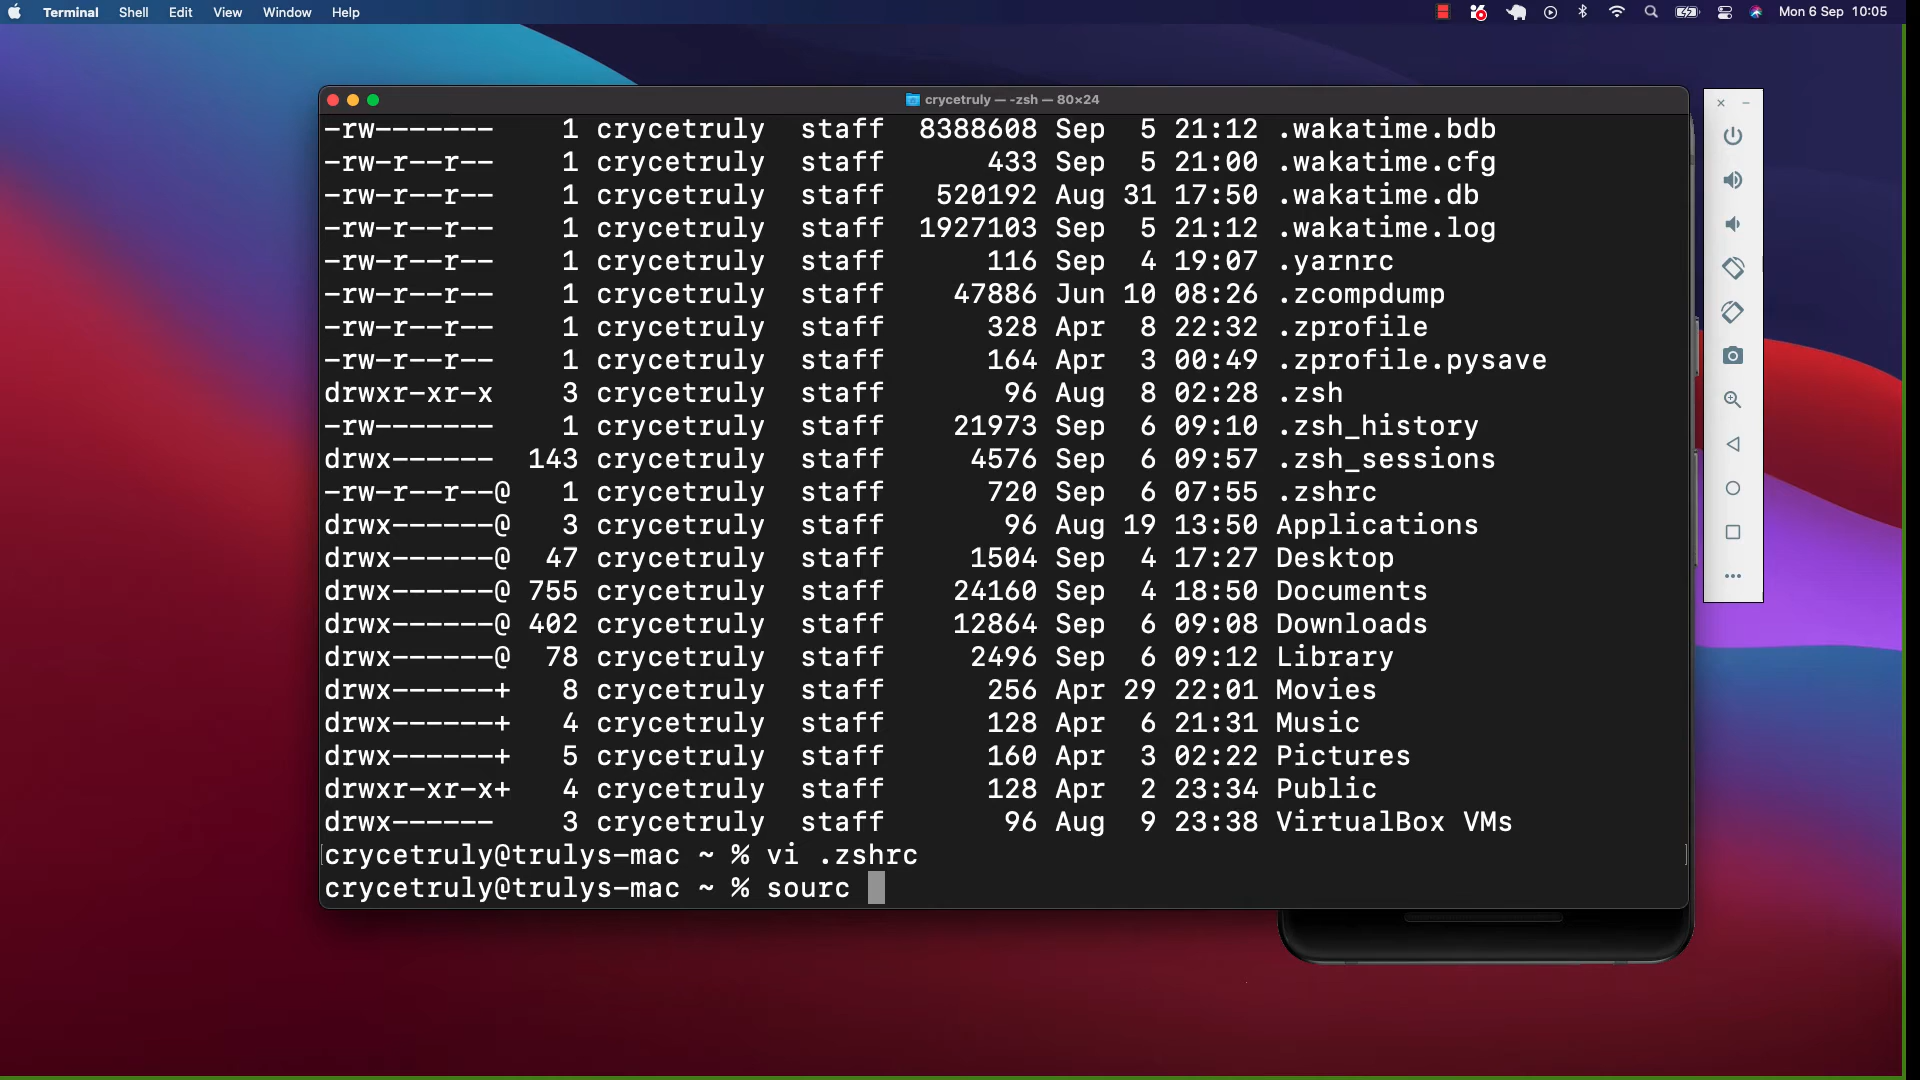 Terminal Shell Edit View Window Help Mon 6 Sep 10:05
crycetruly — -zsh — 80×24
-rw------- 1 crycetruly staff 8388608 Sep 5 21:12 .wakatime.bdb
-rw-r--r-- 1 crycetruly staff 433 Sep 5 21:00 .wakatime.cfg
-rw-r--r-- 1 crycetruly staff 520192 Aug 31 17:50 .wakatime.db
-rw-r--r-- 1 crycetruly staff 1927103 Sep 5 21:12 .wakatime.log
-rw-r--r-- 1 crycetruly staff 116 Sep 4 19:07 .yarnrc
-rw-r--r-- 1 crycetruly staff 47886 Jun 10 08:26 .zcompdump
-rw-r--r-- 1 crycetruly staff 328 Apr 8 22:32 .zprofile
-rw-r--r-- 1 crycetruly staff 164 Apr 3 00:49 .zprofile.pysave
drwxr-xr-x 3 crycetruly staff 96 Aug 8 02:28 .zsh
-rw------- 1 crycetruly staff 21973 Sep 6 09:10 .zsh_history
drwx------ 143 crycetruly staff 4576 Sep 6 09:57 .zsh_sessions
-rw-r--r--@ 1 crycetruly staff 720 Sep 6 07:55 .zshrc
drwx------@ 3 crycetruly staff 96 Aug 19 13:50 Applications
drwx------@ 47 crycetruly staff 1504 Sep 4 17:27 Desktop
drwx------@ 755 crycetruly staff 24160 Sep 4 18:50 Documents
drwx------@ 402 crycetruly staff 12864 Sep 6 09:08 Downloads
drwx------@ 78 crycetruly staff 2496 Sep 6 09:12 Library
drwx------+ 8 crycetruly staff 256 Apr 29 22:01 Movies
drwx------+ 4 crycetruly staff 128 Apr 6 21:31 Music
drwx------+ 5 crycetruly staff 160 Apr 3 02:22 Pictures
drwxr-xr-x+ 4 crycetruly staff 128 Apr 2 23:34 Public
drwx------ 3 crycetruly staff 96 Aug 9 23:38 VirtualBox VMs
[crycetruly@trulys-mac ~ % vi .zshrc ]
crycetruly@trulys-mac ~ % sourc